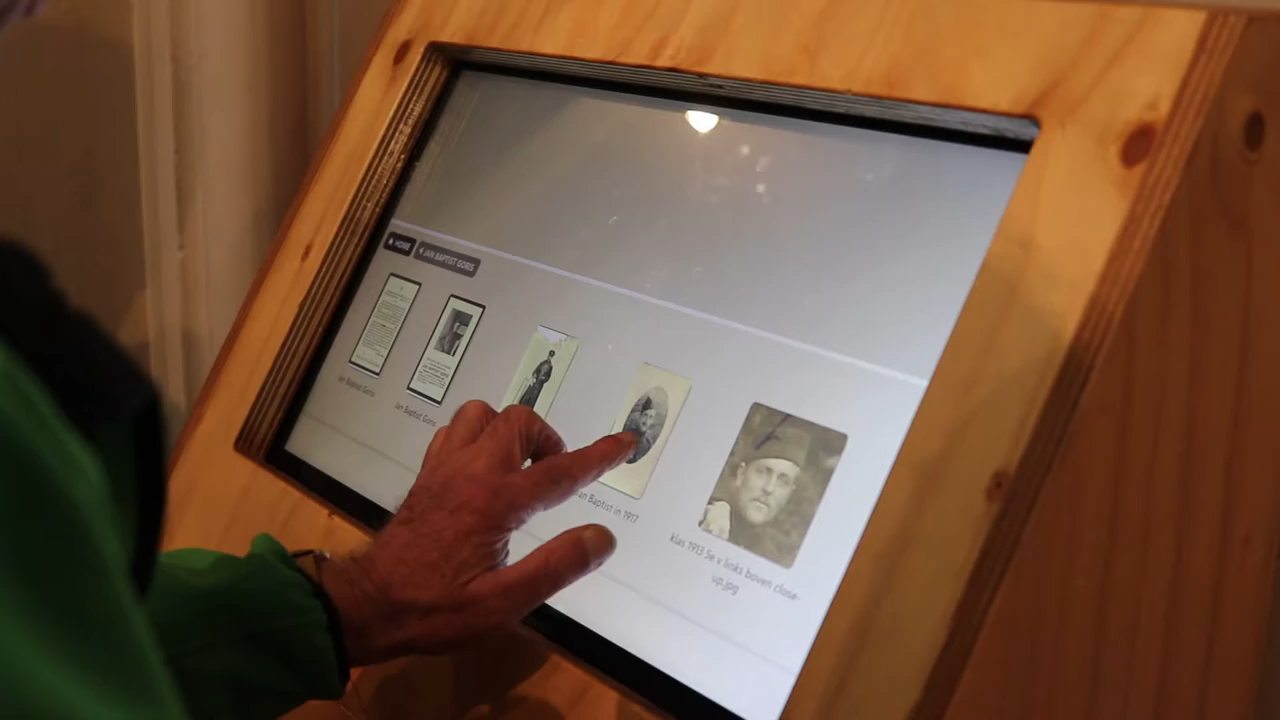 HOME
JAN BAPTIST GORIS
Jan Baptist Goris
Jan Baptist Goris
Jan Baptist in 1917
klas 1913 5e v links boven close-
up.jpg